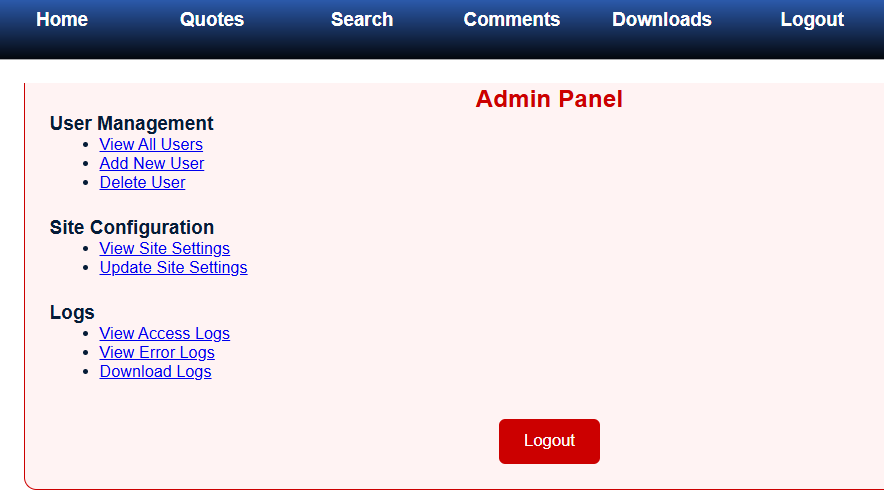 Home Quotes Search Comments Downloads Logout
Admin Panel
User Management
View All Users
Add New User
Delete User
Site Configuration
View Site Settings
Update Site Settings
Logs
View Access Logs
View Error Logs
Download Logs
Logout